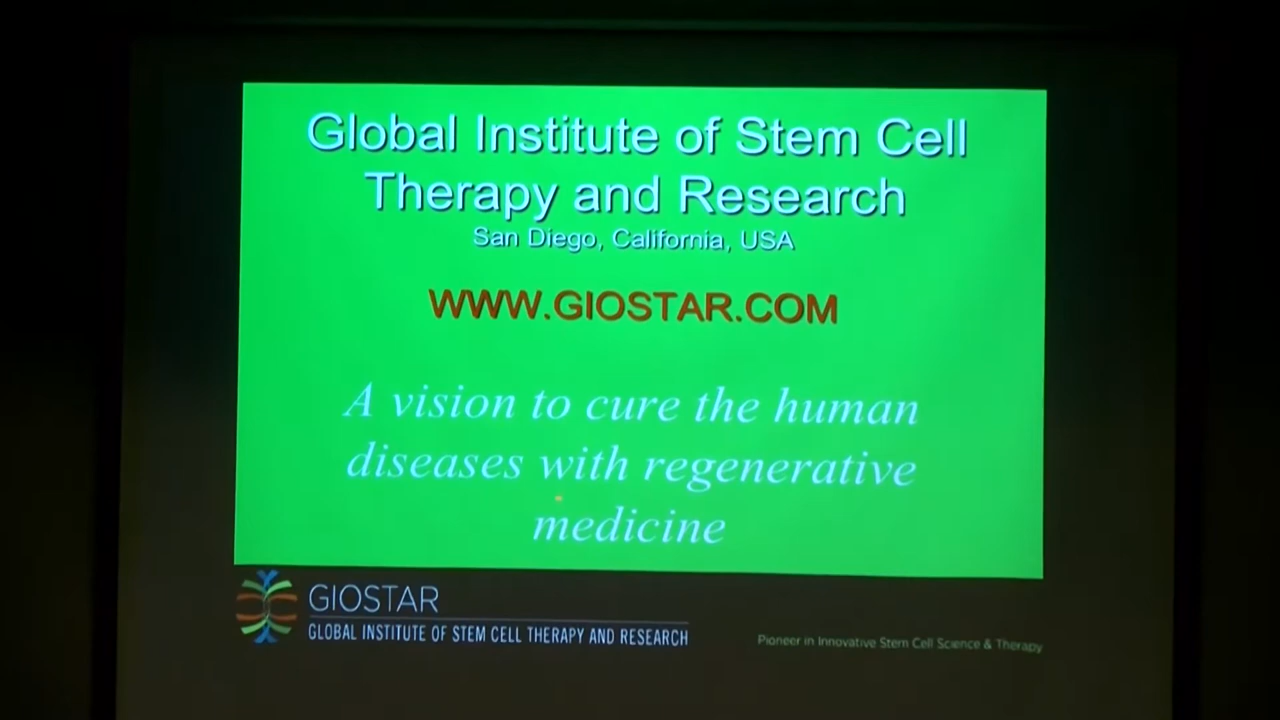 Global Institute of Stem Cell
Therapy and Research
San Diego, California, USA
WWW.GIOSTAR.COM
A vision to cure the human
diseases with regenerative
medicine
GIOSTAR
GLOBAL INSTITUTE OF STEM CELL THERAPY AND RESEARCH
Pioneer in Innovative Stem Cell Science & Therapy